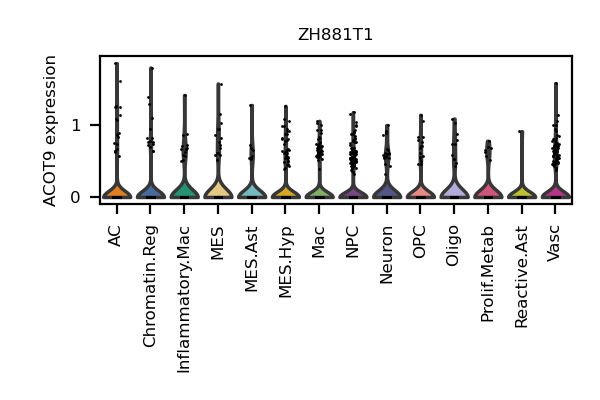 ZH881T1
ACOT9 expression
1
0
AC
Chromatin.Reg
Inflammatory.Mac
MES
MES.Ast
MES.Hyp
Mac
NPC
Neuron
OPC
Oligo
Prolif.Metab
Reactive.Ast
Vasc